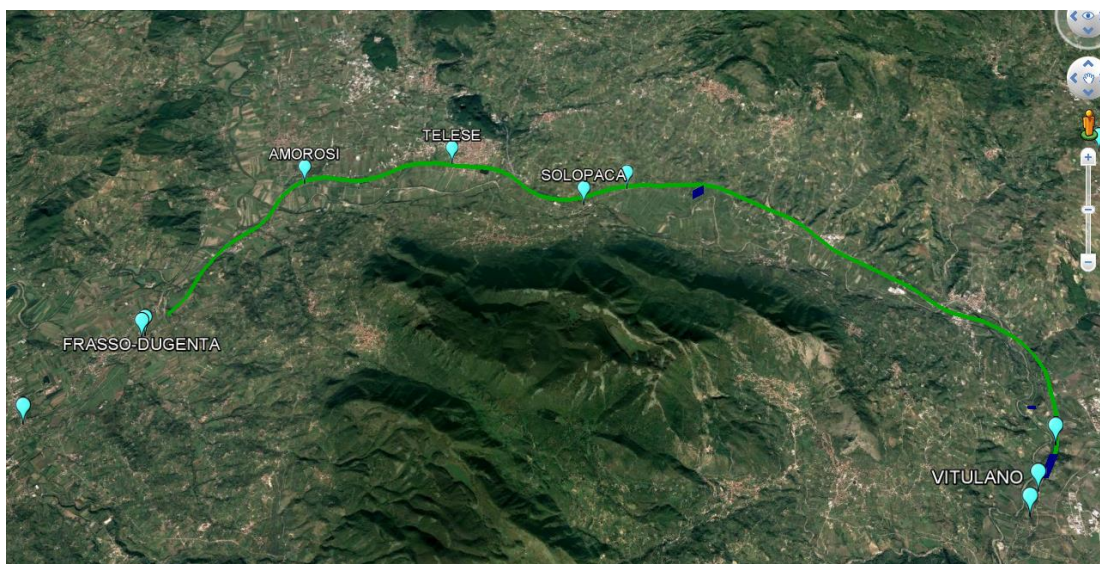 TELESE
AMOROSI
SOLOPACA
FRASSO-DUGENTA
VITULANO